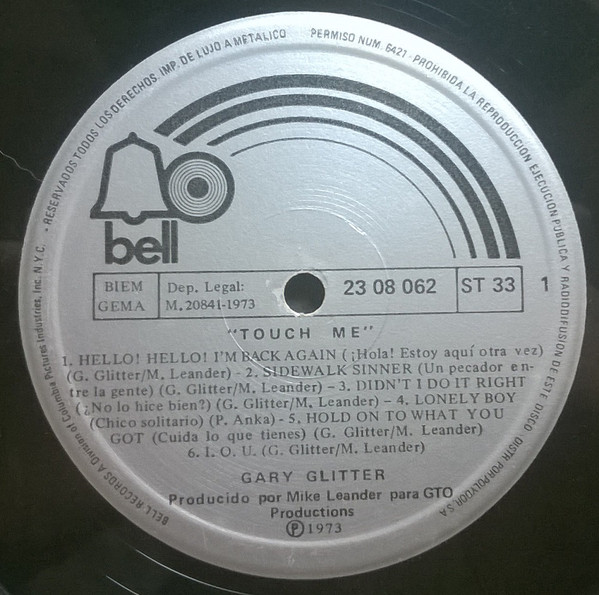 RESERVADOS TODOS LOS DERECHOS. IMP. DE LUJO A METALICO
PERMISO NUM. 6421 - PROHIBIDA LA REPRODUCCION EJECUCION PUBLICA Y RADIODIFUSION DE ESTE DISCO - DISTR. POR POLYDOR, S.A
bell
BIEM
GEMA
Dep. Legal:
M. 20841-1973
23 08 062
ST 33
1
"TOUCH ME"
1. HELLO! HELLO! I'M BACK AGAIN (¡Hola! Estoy aquí otra vez)
(G. Glitter/M. Leander) - 2. SIDEWALK SINNER (Un pecador en-
tre la gente) (G. Glitter/M. Leander) - 3. DIDN'T I DO IT RIGHT
(¿No lo hice bien?) (G. Glitter/M. Leander) - 4. LONELY BOY
(Chico solitario) (P. Anka) - 5. HOLD ON TO WHAT YOU
GOT (Cuida lo que tienes) (G. Glitter/M. Leander)
6. I. O. U. (G. Glitter/M. Leander)
GARY GLITTER
Producido por Mike Leander para GTO
Productions
Ⓟ 1973
BELL RECORDS A Division of Columbia Pictures Industries, Inc. N.Y.C.